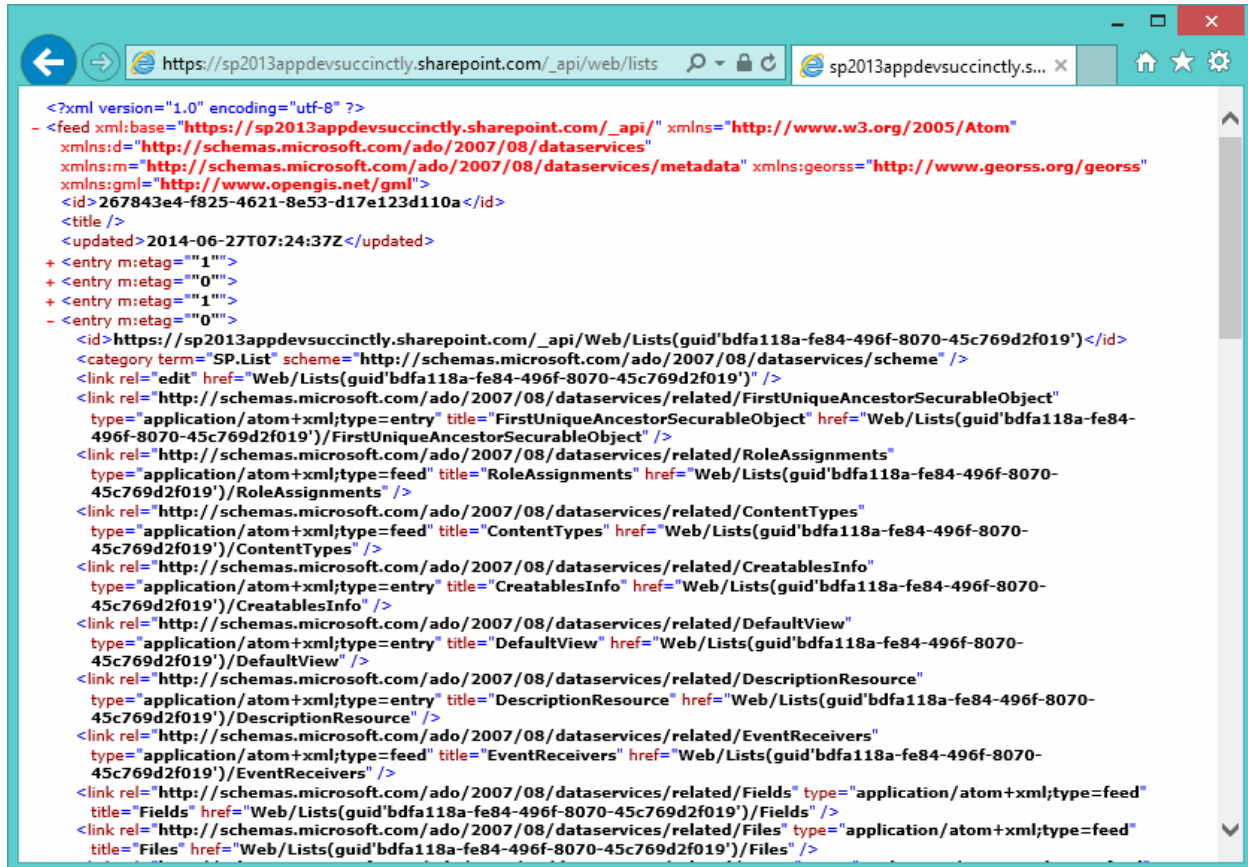 https://sp2013appdevsuccinctly.sharepoint.com/_api/web/lists
sp2013appdevsuccinctly.s...
<?xml version="1.0" encoding="utf-8" ?>
- <feed xml:base="https://sp2013appdevsuccinctly.sharepoint.com/_api/" xmlns="http://www.w3.org/2005/Atom"
xmlns:d="http://schemas.microsoft.com/ado/2007/08/dataservices"
xmlns:m="http://schemas.microsoft.com/ado/2007/08/dataservices/metadata" xmlns:georss="http://www.georss.org/georss"
xmlns:gml="http://www.opengis.net/gml">
<id>267843e4-f825-4621-8e53-d17e123d110a</id>
<title />
<updated>2014-06-27T07:24:37Z</updated>
+ <entry m:etag=""1"">
+ <entry m:etag=""0"">
+ <entry m:etag=""1"">
- <entry m:etag=""0"">
<id>https://sp2013appdevsuccinctly.sharepoint.com/_api/Web/Lists(guid'bdfa118a-fe84-496f-8070-45c769d2f019')</id>
<category term="SP.List" scheme="http://schemas.microsoft.com/ado/2007/08/dataservices/scheme" />
<link rel="edit" href="Web/Lists(guid'bdfa118a-fe84-496f-8070-45c769d2f019')" />
<link rel="http://schemas.microsoft.com/ado/2007/08/dataservices/related/FirstUniqueAncestorSecurableObject"
type="application/atom+xml;type=entry" title="FirstUniqueAncestorSecurableObject" href="Web/Lists(guid'bdfa118a-fe84-
496f-8070-45c769d2f019')/FirstUniqueAncestorSecurableObject" />
<link rel="http://schemas.microsoft.com/ado/2007/08/dataservices/related/RoleAssignments"
type="application/atom+xml;type=feed" title="RoleAssignments" href="Web/Lists(guid'bdfa118a-fe84-496f-8070-
45c769d2f019')/RoleAssignments" />
<link rel="http://schemas.microsoft.com/ado/2007/08/dataservices/related/ContentTypes"
type="application/atom+xml;type=feed" title="ContentTypes" href="Web/Lists(guid'bdfa118a-fe84-496f-8070-
45c769d2f019')/ContentTypes" />
<link rel="http://schemas.microsoft.com/ado/2007/08/dataservices/related/CreatablesInfo"
type="application/atom+xml;type=entry" title="CreatablesInfo" href="Web/Lists(guid'bdfa118a-fe84-496f-8070-
45c769d2f019')/CreatablesInfo" />
<link rel="http://schemas.microsoft.com/ado/2007/08/dataservices/related/DefaultView"
type="application/atom+xml;type=entry" title="DefaultView" href="Web/Lists(guid'bdfa118a-fe84-496f-8070-
45c769d2f019')/DefaultView" />
<link rel="http://schemas.microsoft.com/ado/2007/08/dataservices/related/DescriptionResource"
type="application/atom+xml;type=entry" title="DescriptionResource" href="Web/Lists(guid'bdfa118a-fe84-496f-8070-
45c769d2f019')/DescriptionResource" />
<link rel="http://schemas.microsoft.com/ado/2007/08/dataservices/related/EventReceivers"
type="application/atom+xml;type=feed" title="EventReceivers" href="Web/Lists(guid'bdfa118a-fe84-496f-8070-
45c769d2f019')/EventReceivers" />
<link rel="http://schemas.microsoft.com/ado/2007/08/dataservices/related/Fields" type="application/atom+xml;type=feed"
title="Fields" href="Web/Lists(guid'bdfa118a-fe84-496f-8070-45c769d2f019')/Fields" />
<link rel="http://schemas.microsoft.com/ado/2007/08/dataservices/related/Files" type="application/atom+xml;type=feed"
title="Files" href="Web/Lists(guid'bdfa118a-fe84-496f-8070-45c769d2f019')/Files" />